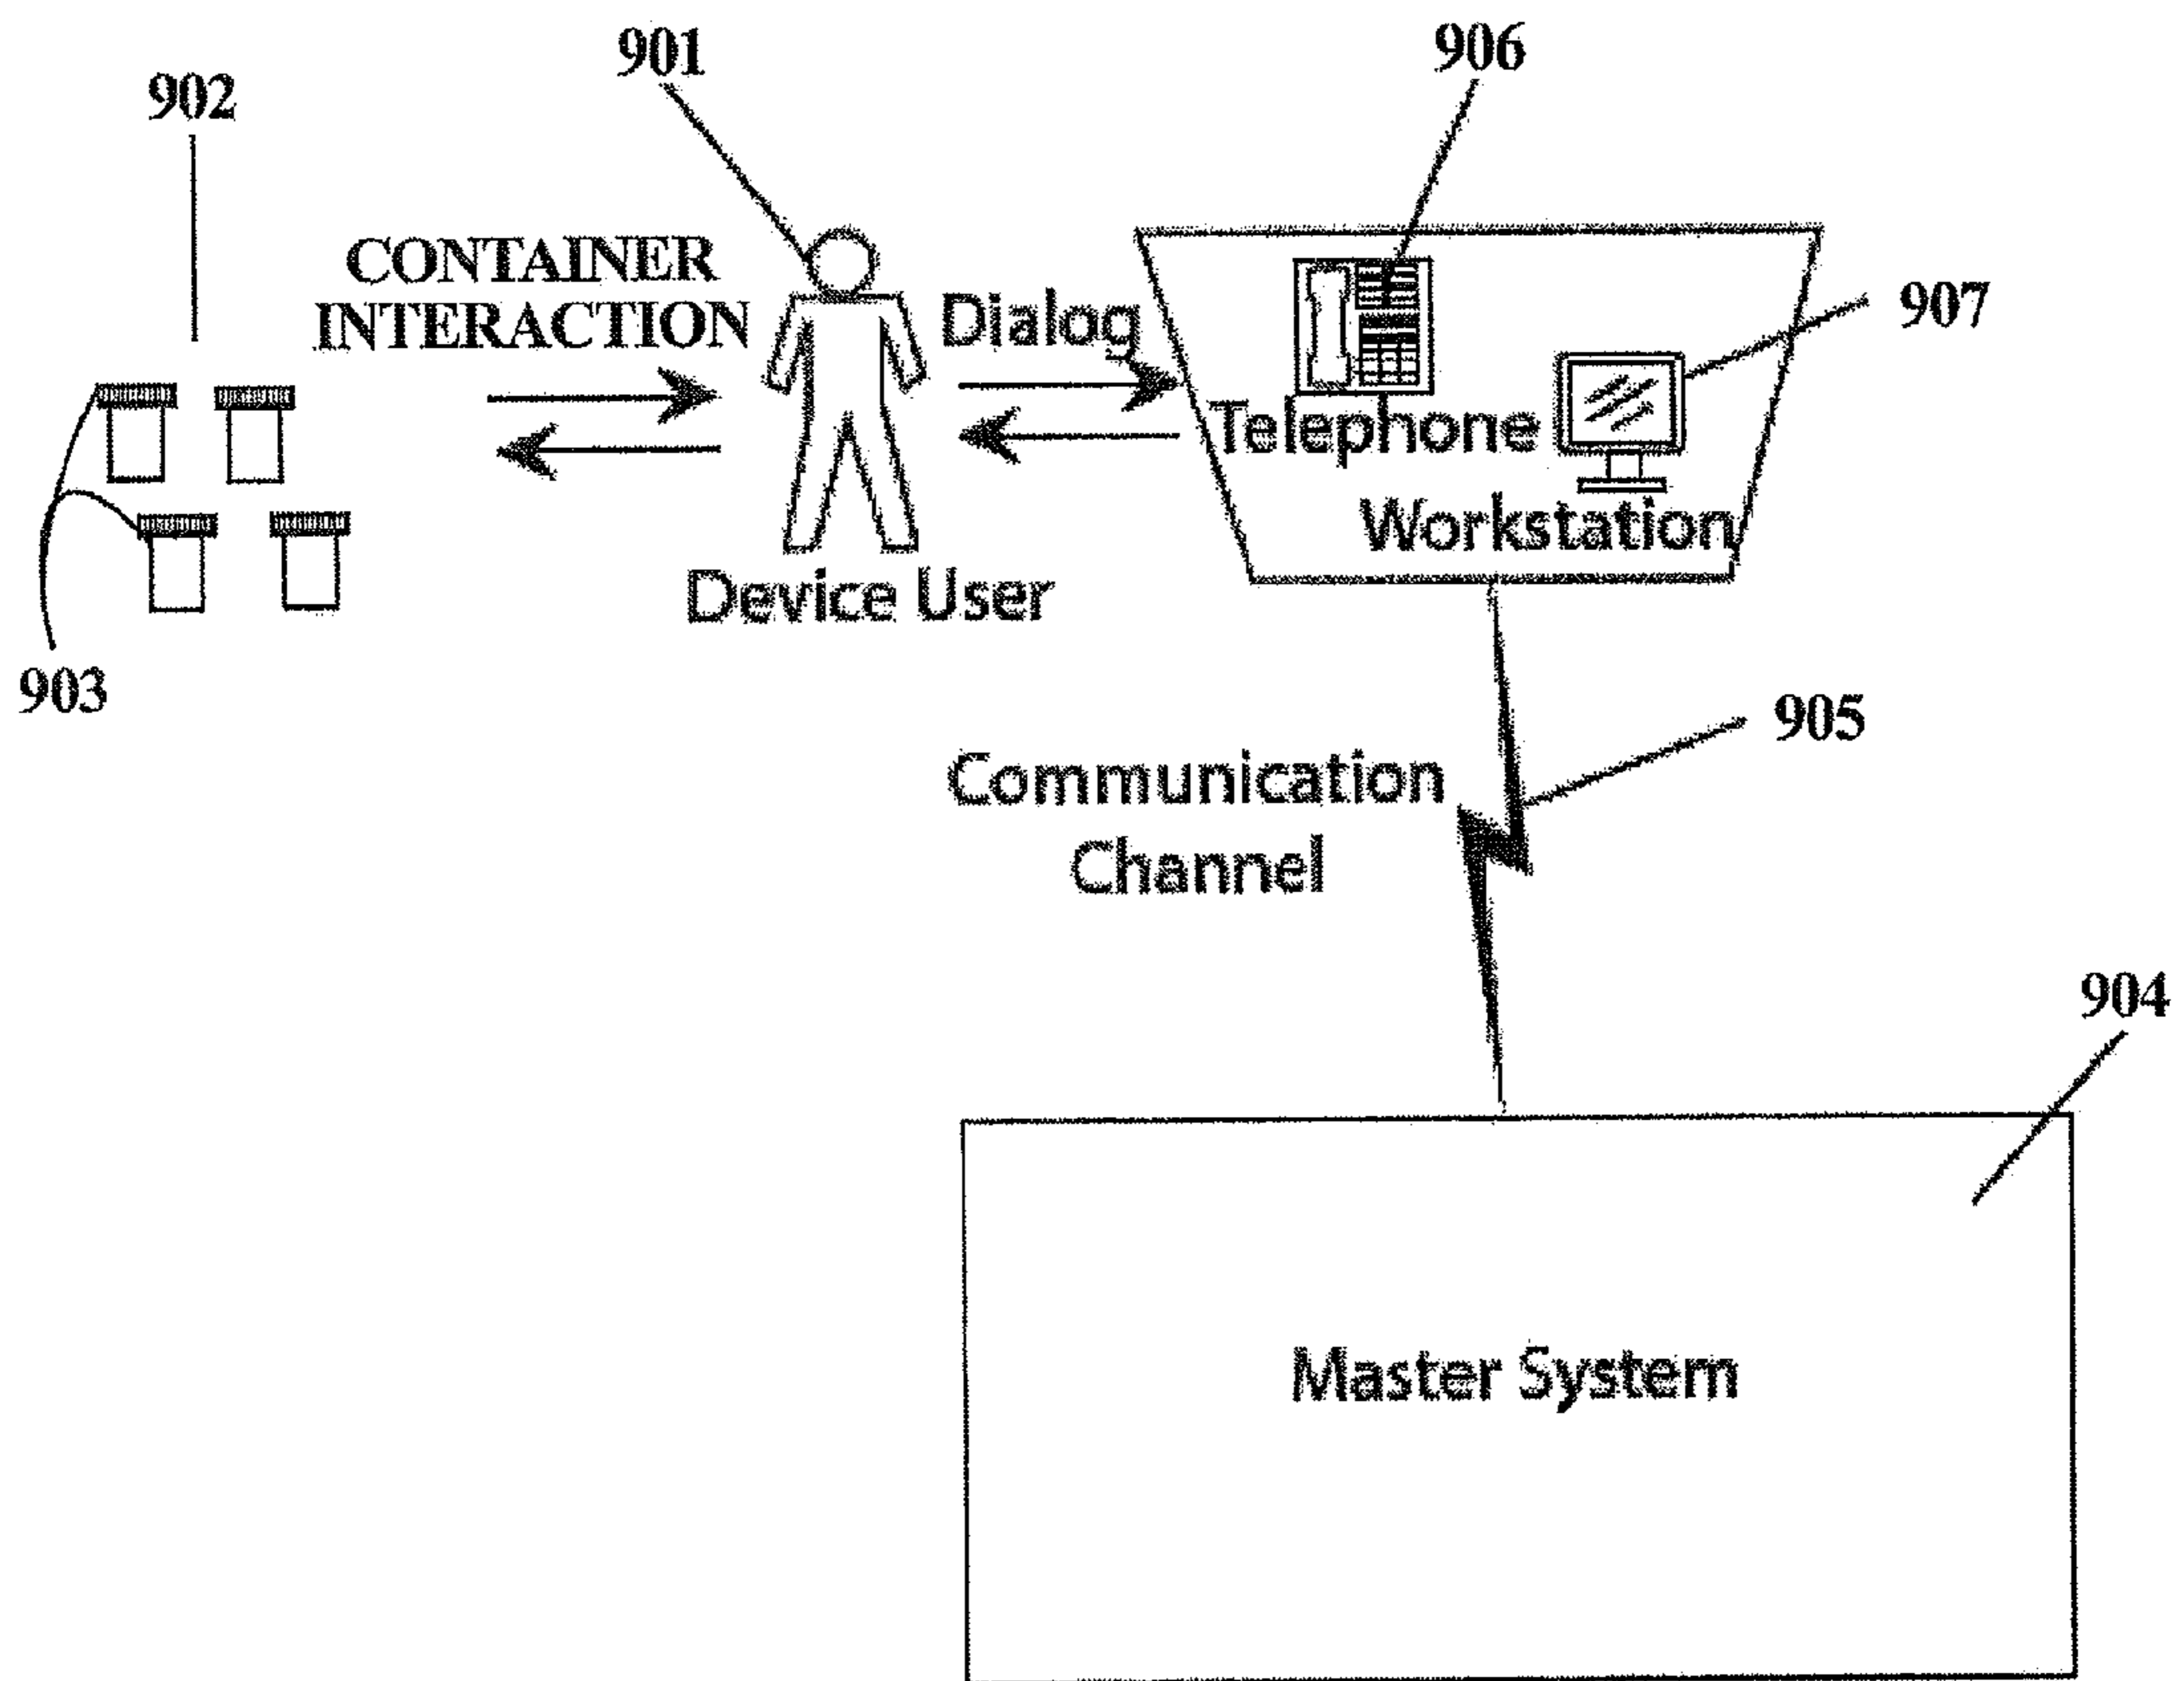 901
906
902
CONTAINER
INTERACTION
Dialog
907
Telephone
Workstation
Device User
903
905
Communication
Channel
904
Master System